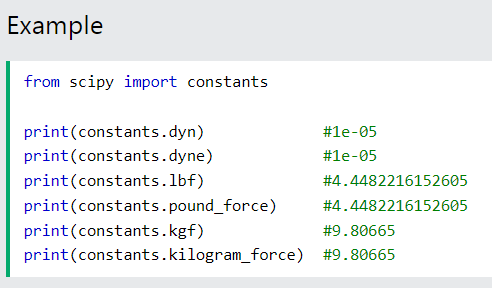 Example
from scipy import constants
print(constants.dyn) #1e-05
print(constants.dyne) #1e-05
print(constants.lbf) #4.4482216152605
print(constants.pound_force) #4.4482216152605
print(constants.kgf) #9.80665
print(constants.kilogram_force) #9.80665